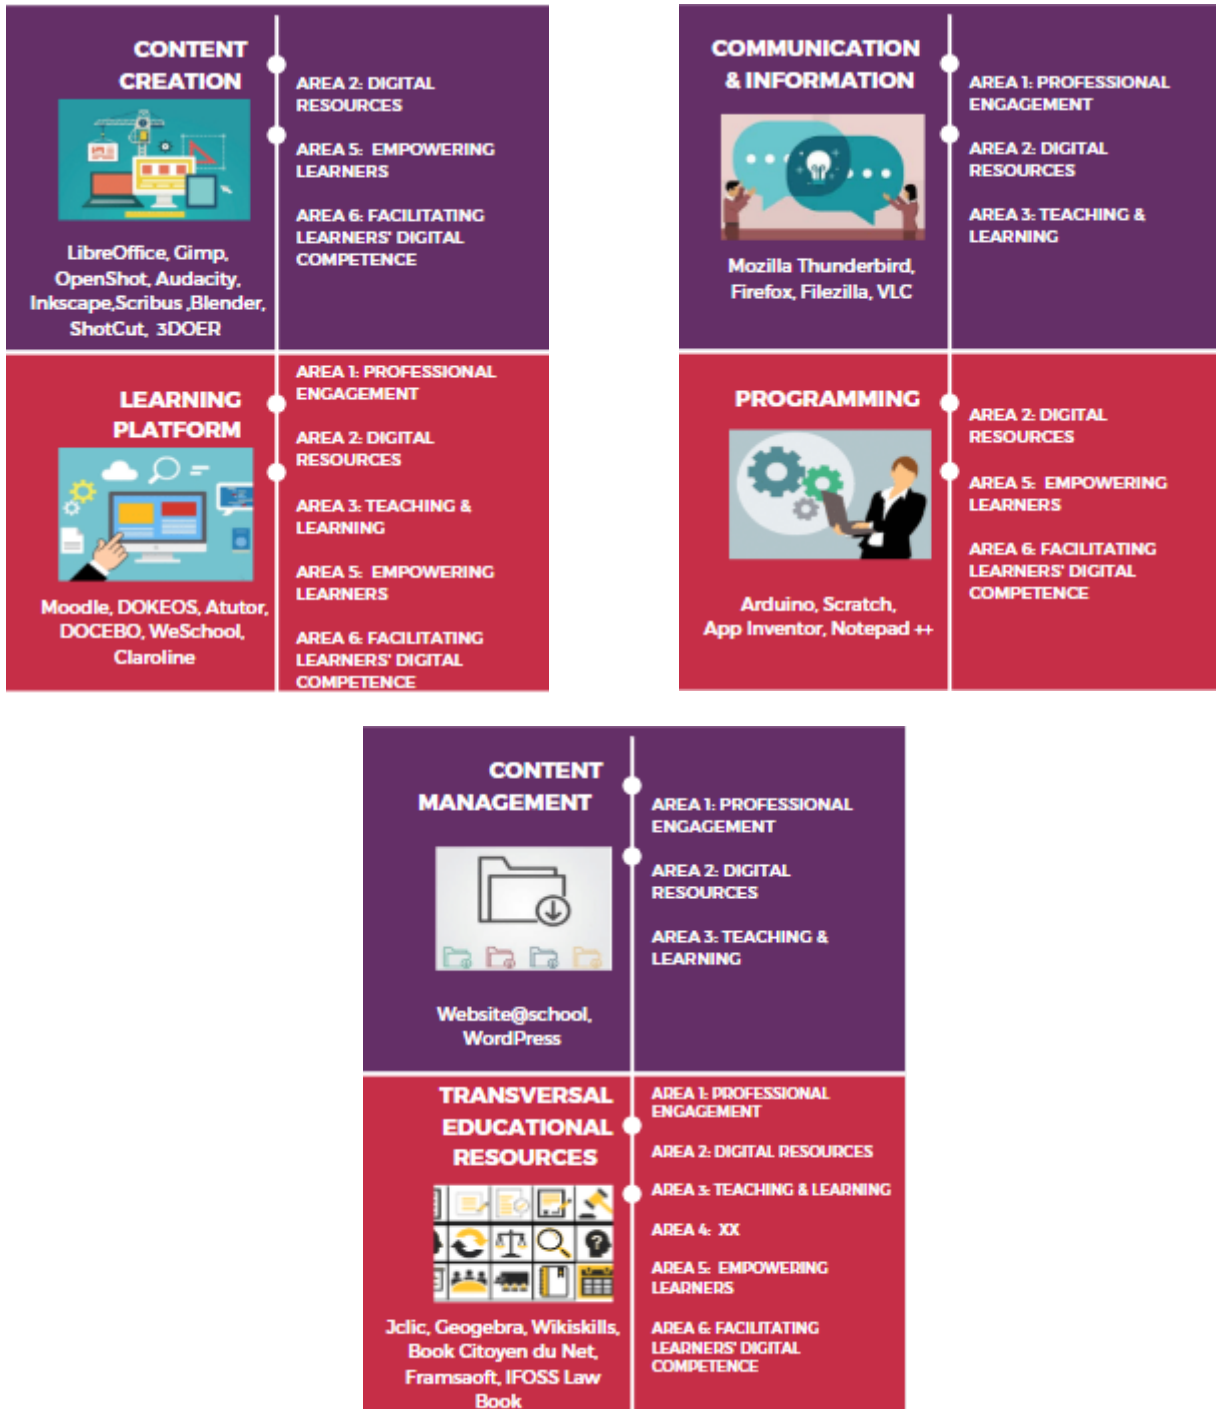 CONTENT
CREATION
LibreOffice, Gimp,
OpenShot, Audacity,
Inkscape,Scribus ,Blender,
ShotCut, 3DOER
AREA 2: DIGITAL
RESOURCES
AREA 5: EMPOWERING
LEARNERS
AREA 6: FACILITATING
LEARNERS' DIGITAL
COMPETENCE
LEARNING
PLATFORM
Moodle, DOKEOS, Atutor,
DOCEBO, WeSchool,
Claroline
AREA 1: PROFESSIONAL
ENGAGEMENT
AREA 2: DIGITAL
RESOURCES
AREA 3: TEACHING &
LEARNING
AREA 5: EMPOWERING
LEARNERS
AREA 6: FACILITATING
LEARNERS' DIGITAL
COMPETENCE
COMMUNICATION
& INFORMATION
Mozilla Thunderbird,
Firefox, Filezilla, VLC
AREA 1: PROFESSIONAL
ENGAGEMENT
AREA 2: DIGITAL
RESOURCES
AREA 3: TEACHING &
LEARNING
PROGRAMMING
Arduino, Scratch,
App Inventor, Notepad ++
AREA 2: DIGITAL
RESOURCES
AREA 5: EMPOWERING
LEARNERS
AREA 6: FACILITATING
LEARNERS' DIGITAL
COMPETENCE
CONTENT
MANAGEMENT
Website@school,
WordPress
AREA 1: PROFESSIONAL
ENGAGEMENT
AREA 2: DIGITAL
RESOURCES
AREA 3: TEACHING &
LEARNING
TRANSVERSAL
EDUCATIONAL
RESOURCES
Jclic, Geogebra, Wikiskills,
Book Citoyen du Net,
Framsaoft, IFOSS Law
Book
AREA 1: PROFESSIONAL
ENGAGEMENT
AREA 2: DIGITAL RESOURCES
AREA 3: TEACHING & LEARNING
AREA 4: XX
AREA 5: EMPOWERING
LEARNERS
AREA 6: FACILITATING
LEARNERS' DIGITAL
COMPETENCE